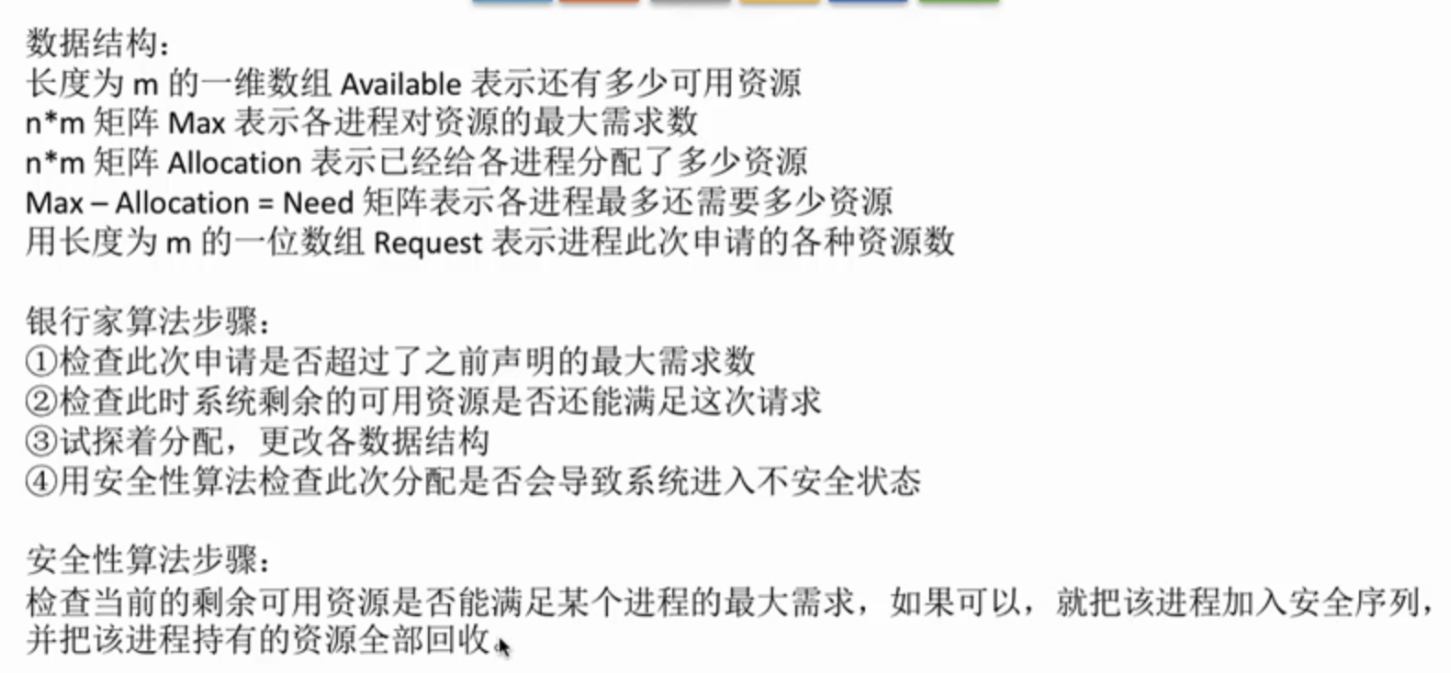 数据结构：
长度为 m 的一维数组 Available 表示还有多少可用资源
n*m 矩阵 Max 表示各进程对资源的最大需求数
n*m 矩阵 Allocation 表示已经给各进程分配了多少资源
Max – Allocation = Need 矩阵表示各进程最多还需要多少资源
用长度为 m 的一位数组 Request 表示进程此次申请的各种资源数
银行家算法步骤：
①检查此次申请是否超过了之前声明的最大需求数
②检查此时系统剩余的可用资源是否还能满足这次请求
③试探着分配，更改各数据结构
④用安全性算法检查此次分配是否会导致系统进入不安全状态
安全性算法步骤：
检查当前的剩余可用资源是否能满足某个进程的最大需求，如果可以，就把该进程加入安全序列，
并把该进程持有的资源全部回收。